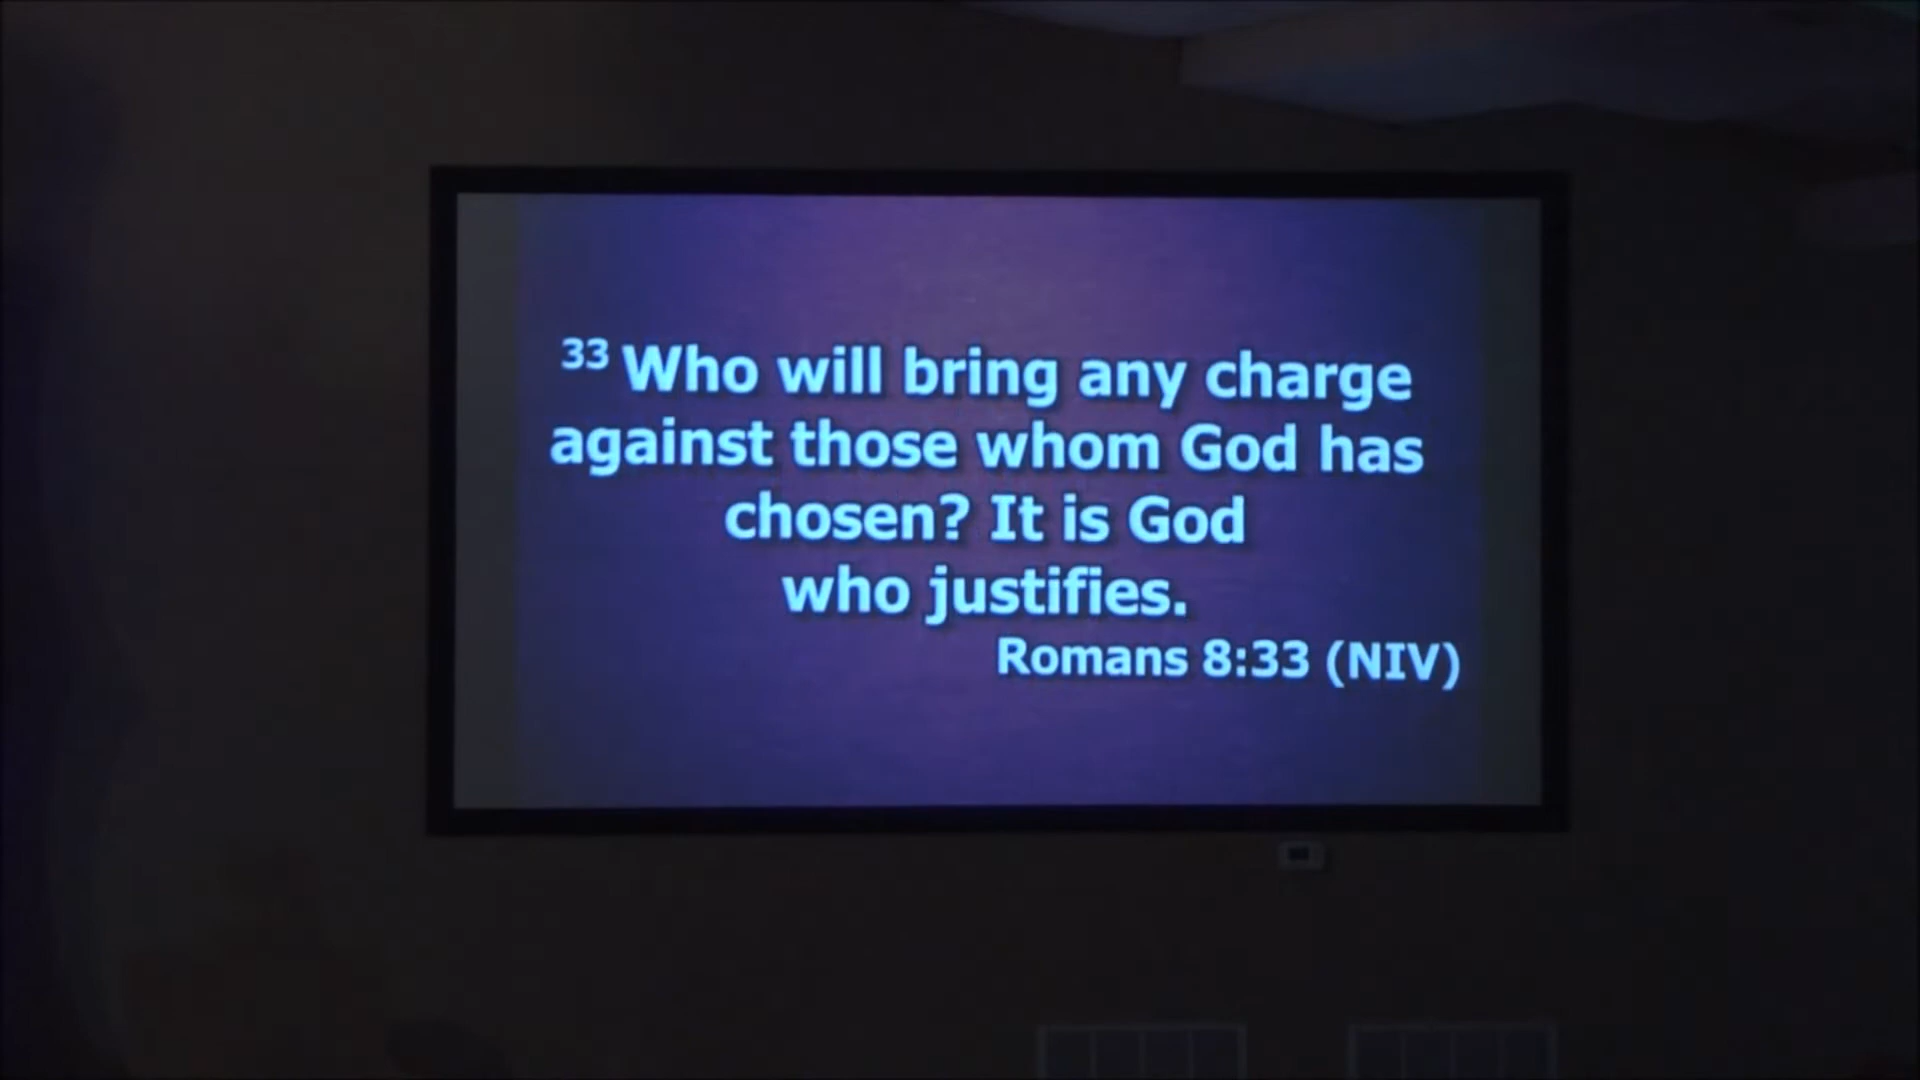 33 Who will bring any charge
against those whom God has
chosen? It is God
who justifies.
Romans 8:33 (NIV)